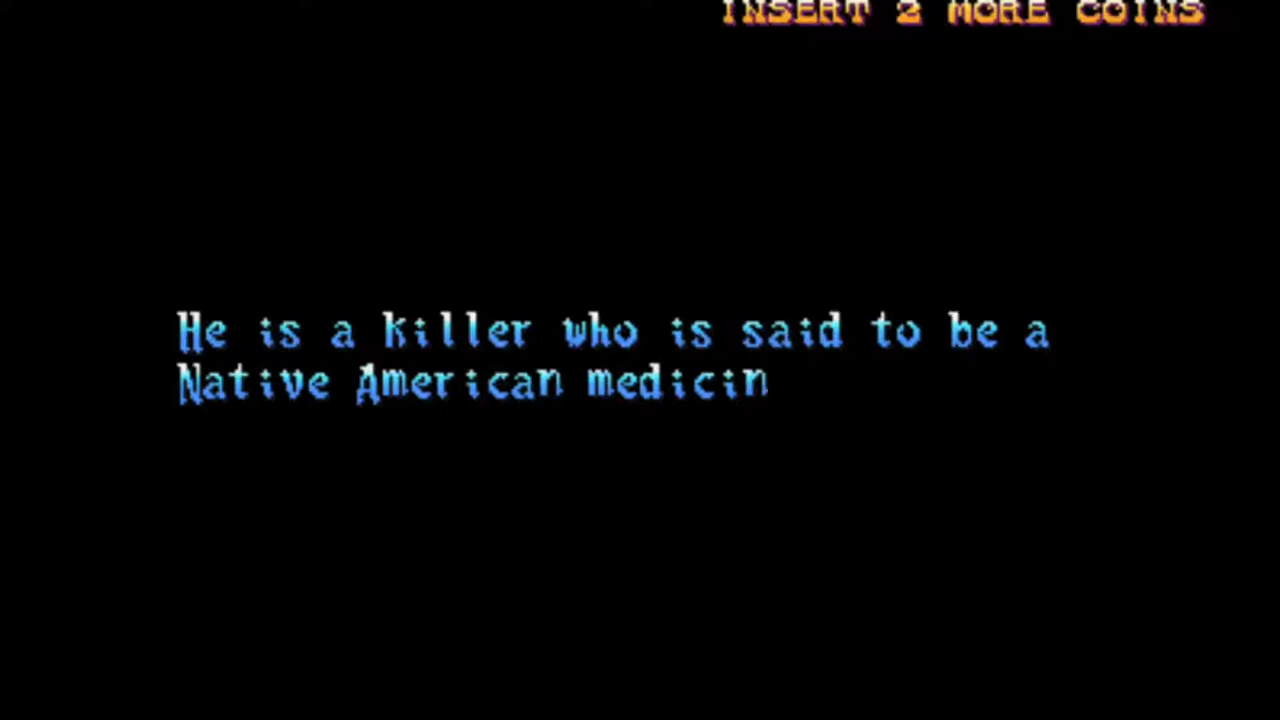 INSERT 2 MORE COINS
He is a killer who is said to be a
Native American medicin